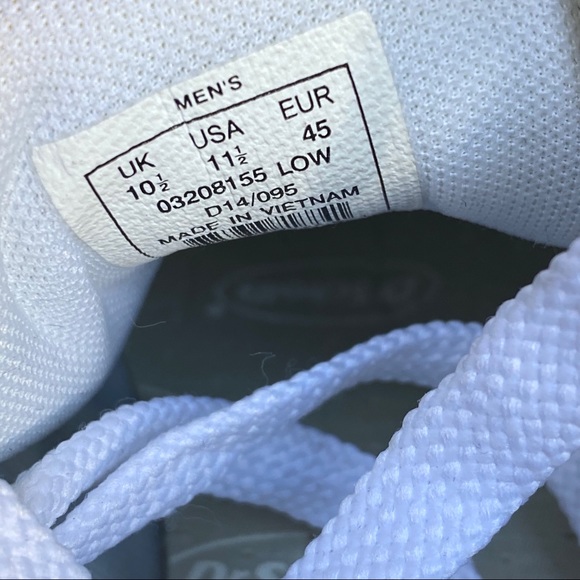 MEN'S
UK USA EUR
10½ 11½ 45
03208155 LOW
D14/095
MADE IN VIETNAM